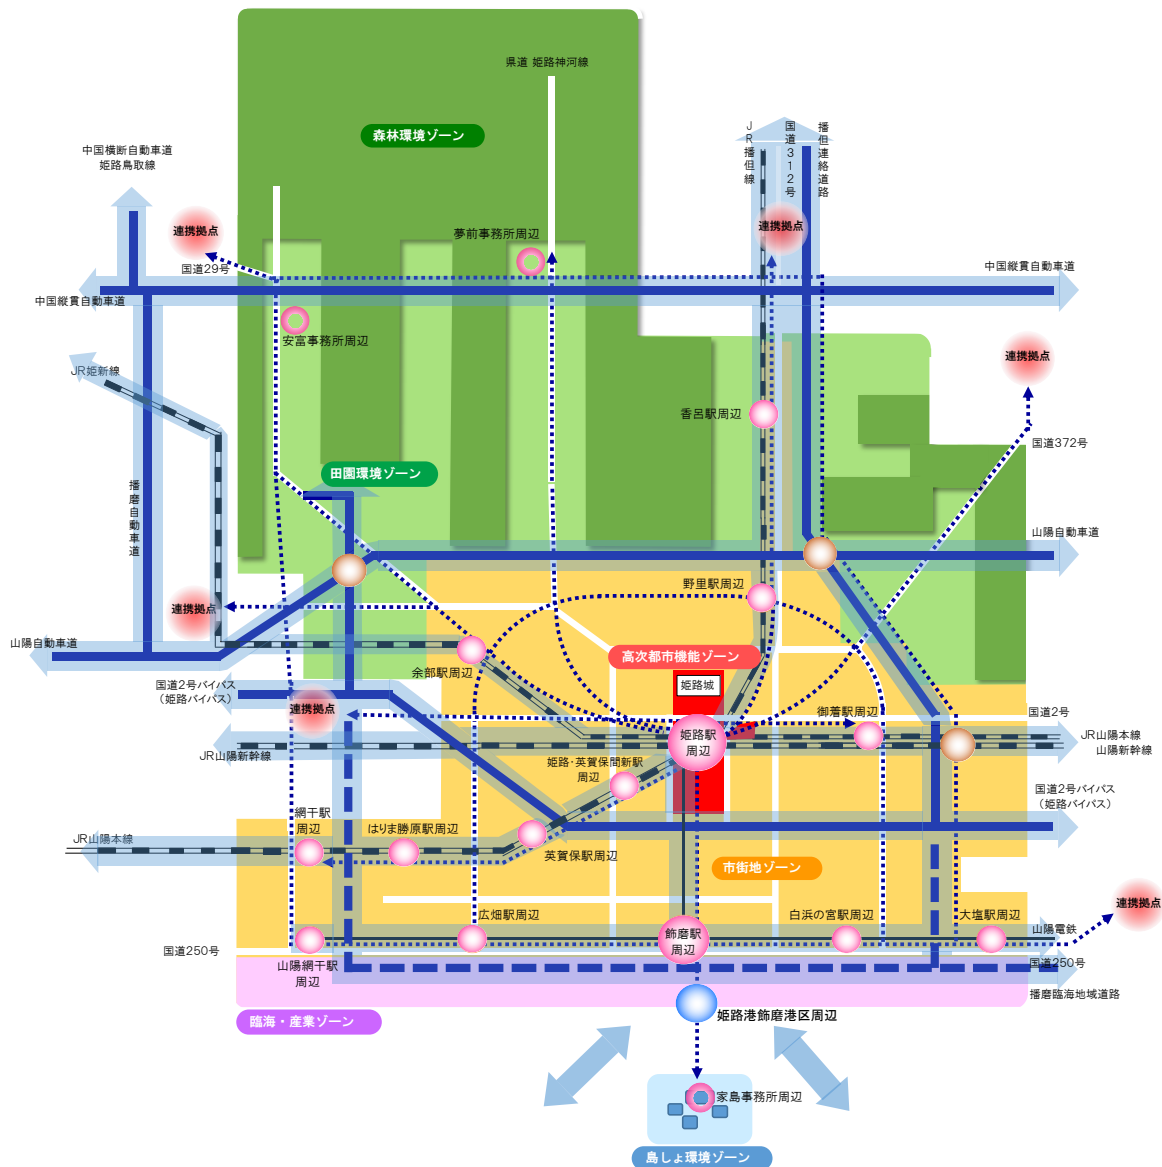 県道 姫路神河線
森林環境ゾーン
JR播但線
国道312号
播但連絡道路
中国横断自動車道
姫路鳥取線
連携拠点
連携拠点
夢前事務所周辺
国道29号
中国縦貫自動車道
中国縦貫自動車道
安富事務所周辺
連携拠点
JR姫新線
香呂駅周辺
国道372号
田園環境ゾーン
播磨自動車道
山陽自動車道
野里駅周辺
連携拠点
山陽自動車道
高次都市機能ゾーン
余部駅周辺
国道2号バイパス
（姫路バイパス）
姫路城
連携拠点
御着駅周辺
国道2号
姫路駅
周辺
JR山陽本線
山陽新幹線
JR山陽新幹線
姫路・英賀保間新駅
周辺
国道2号バイパス
（姫路バイパス）
網干駅
周辺
はりま勝原駅周辺
JR山陽本線
英賀保駅周辺
市街地ゾーン
連携拠点
広畑駅周辺
白浜の宮駅周辺
大塩駅周辺
飾磨駅
周辺
山陽電鉄
国道250号
山陽網干駅
周辺
国道250号
播磨臨海地域道路
臨海・産業ゾーン
姫路港飾磨港区周辺
家島事務所周辺
島しょ環境ゾーン